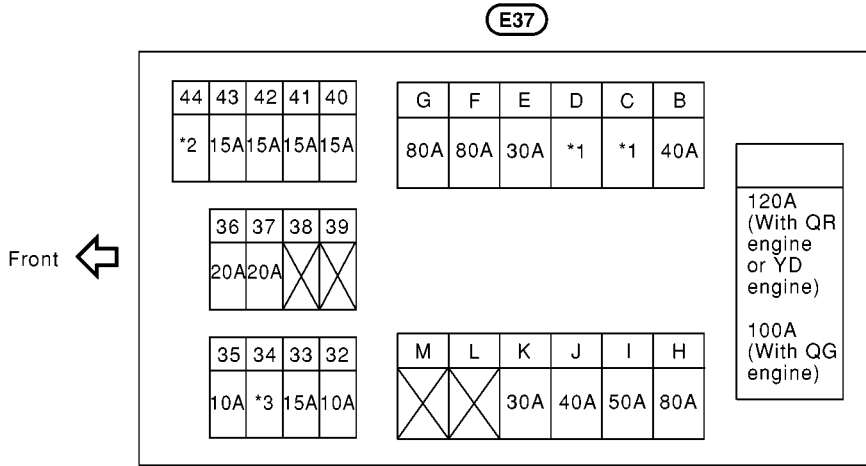 E37
44 43 42 41 40
*2 15A 15A 15A 15A
G F E D C B
80A 80A 30A *1 *1 40A
36 37 38 39
20A 20A
Front
120A
(With QR
engine
or YD
engine)
100A
(With QG
engine)
35 34 33 32
10A *3 15A 10A
M L K J I H
30A 40A 50A 80A